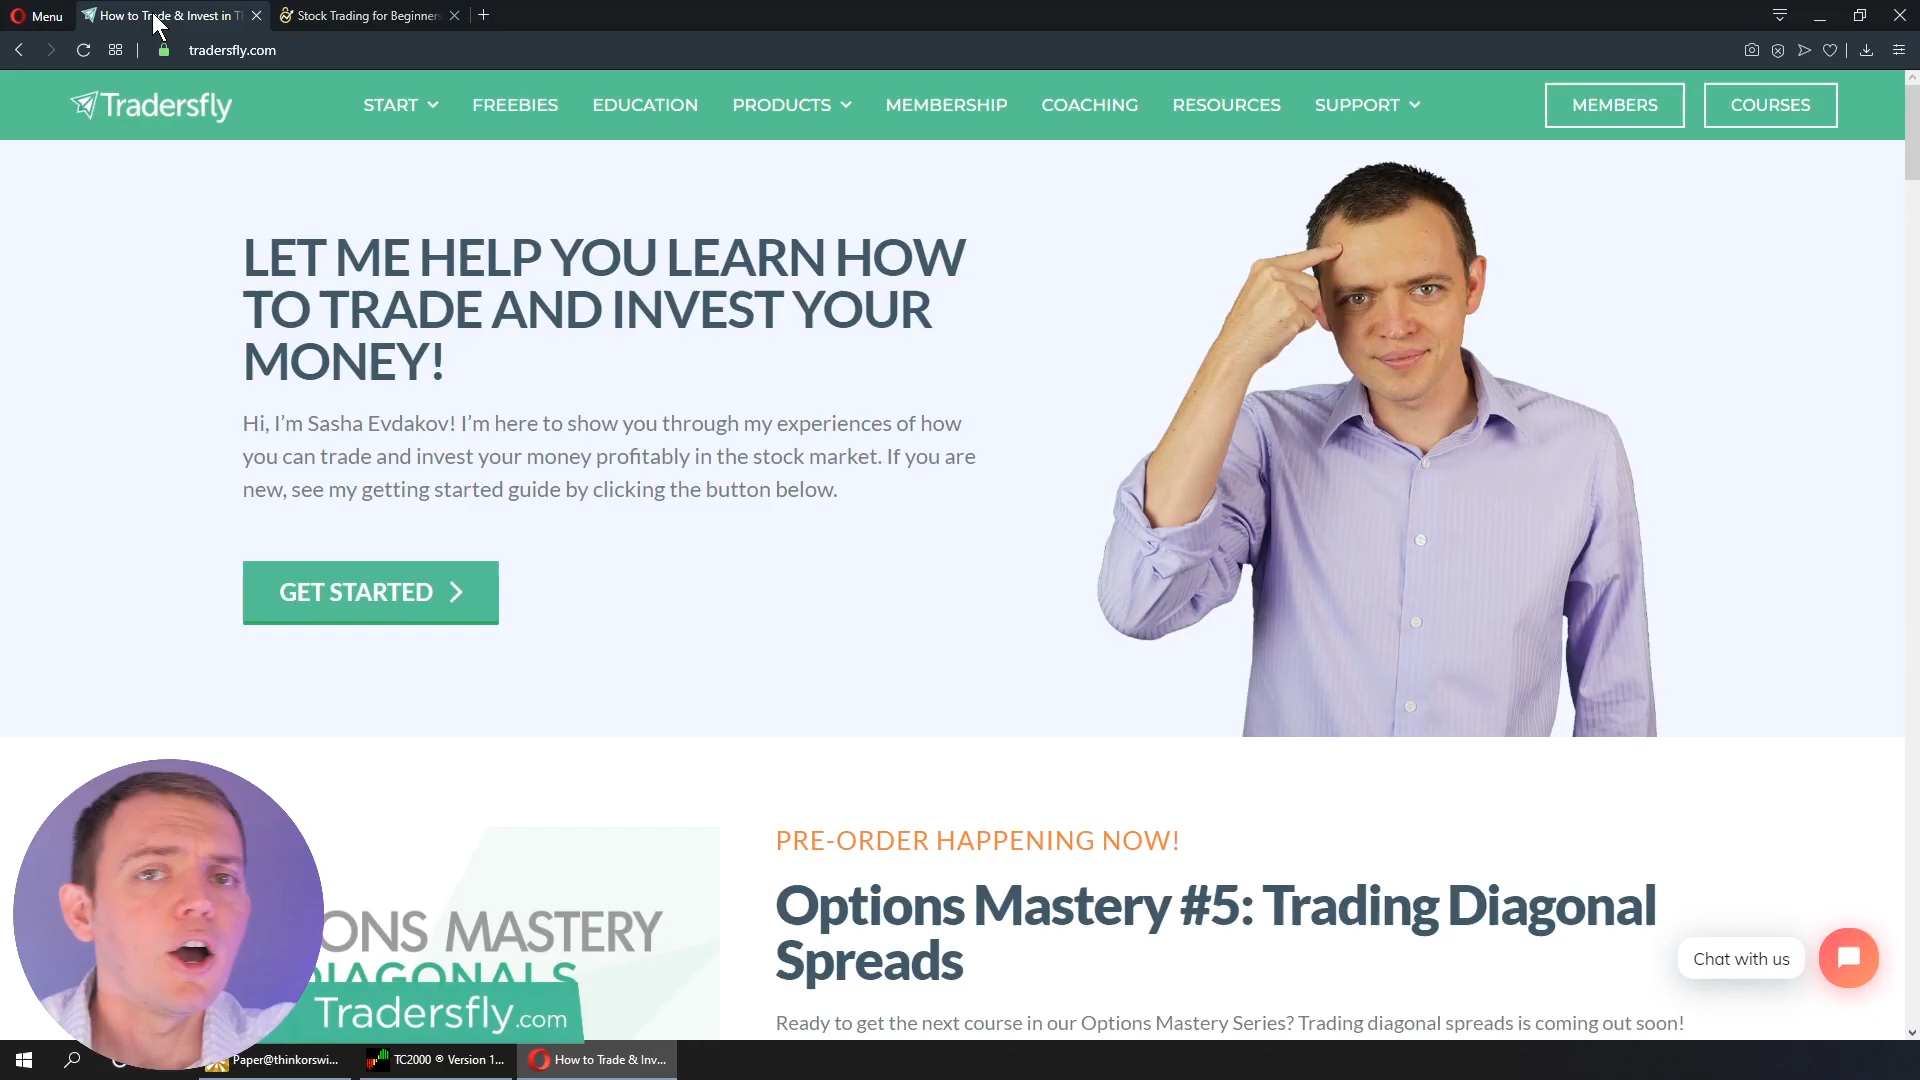 Menu
How to Trade & Invest in T
Stock Trading for Beginners
tradersfly.com
Tradersfly
START
FREEBIES
EDUCATION
PRODUCTS
MEMBERSHIP
COACHING
RESOURCES
SUPPORT
MEMBERS
COURSES
LET ME HELP YOU LEARN HOW
TO TRADE AND INVEST YOUR
MONEY!
Hi, I'm Sasha Evdakov! I'm here to show you through my experiences of how
you can trade and invest your money profitably in the stock market. If you are
new, see my getting started guide by clicking the button below.
GET STARTED
PRE-ORDER HAPPENING NOW!
Options Mastery #5: Trading Diagonal
Spreads
Ready to get the next course in our Options Mastery Series? Trading diagonal spreads is coming out soon!
ONS MASTERY
DIAGONALS
Tradersfly.com
Chat with us
Paper@thinkorswi...
TC2000 ® Version 1...
How to Trade & Inv...